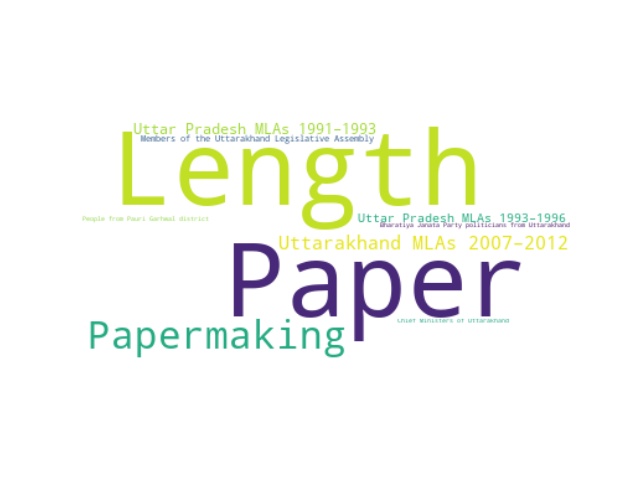 Uttar Pradesh MLAs 1991–1993
Members of the Uttarakhand Legislative Assembly
Length
People from Pauri Garhwal district
Uttar Pradesh MLAs 1993–1996
Bharatiya Janata Party politicians from Uttarakhand
Uttarakhand MLAs 2007–2012
Paper
Chief Ministers of Uttarakhand
Papermaking